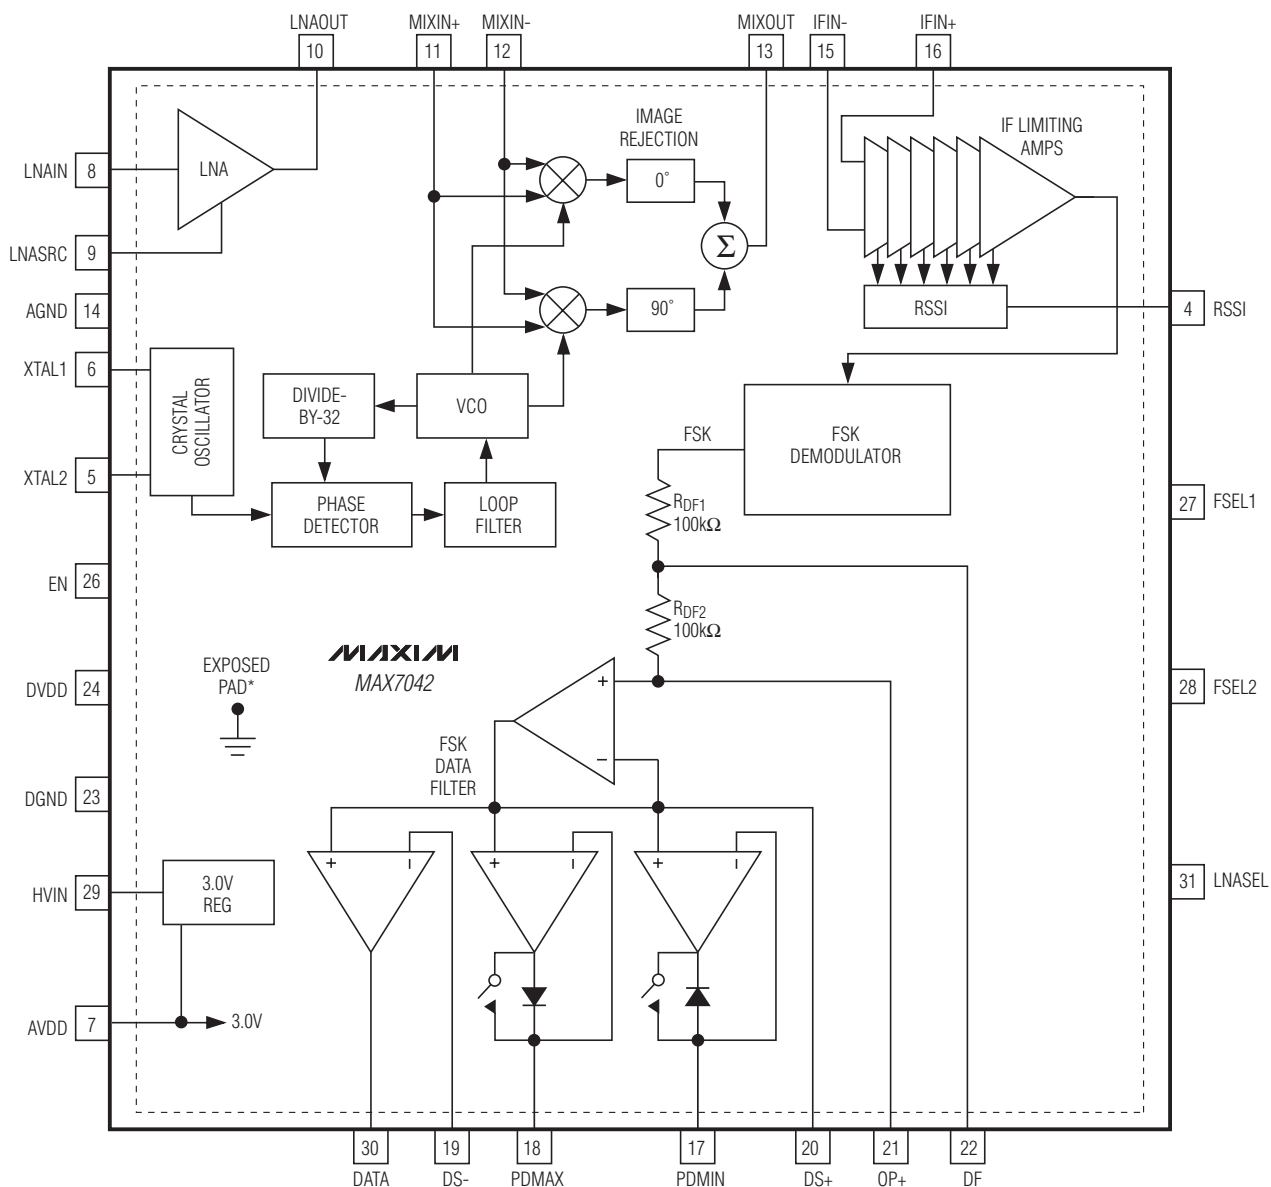 LNAOUT
MIXIN+
MIXIN-
MIXOUT
IFIN-
IFIN+
10
11
12
13
15
16
IMAGE
REJECTION
IF LIMITING
AMPS
LNAIN
8
LNA
0°
LNASRC
9
Σ
AGND
14
90°
RSSI
4
RSSI
XTAL1
6
CRYSTAL
OSCILLATOR
DIVIDE-
BY-32
VCO
FSK
FSK
DEMODULATOR
XTAL2
5
PHASE
DETECTOR
LOOP
FILTER
RDF1
100kΩ
27
FSEL1
EN
26
RDF2
100kΩ
MAXIM
MAX7042
EXPOSED
PAD*
DVDD
24
+
28
FSEL2
FSK
DATA
FILTER
−
DGND
23
+
−
+
−
+
−
HVIN
29
3.0V
REG
31
LNASEL
AVDD
7
3.0V
30
19
18
17
20
21
22
DATA
DS-
PDMAX
PDMIN
DS+
OP+
DF